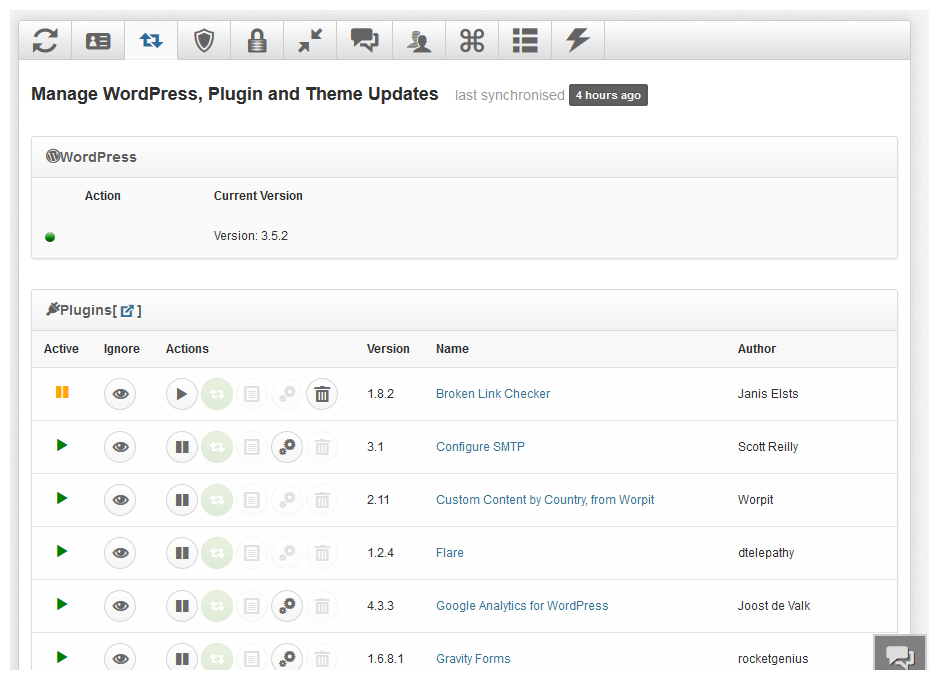 Manage WordPress, Plugin and Theme Updates last synchronised 4 hours ago
WordPress
Action Current Version
Version: 3.5.2
Plugins[ ]
Active Ignore Actions Version Name Author
1.8.2 Broken Link Checker Janis Elsts
3.1 Configure SMTP Scott Reilly
2.11 Custom Content by Country, from Worpit Worpit
1.2.4 Flare dtelepathy
4.3.3 Google Analytics for WordPress Joost de Valk
1.6.8.1 Gravity Forms rocketgenius